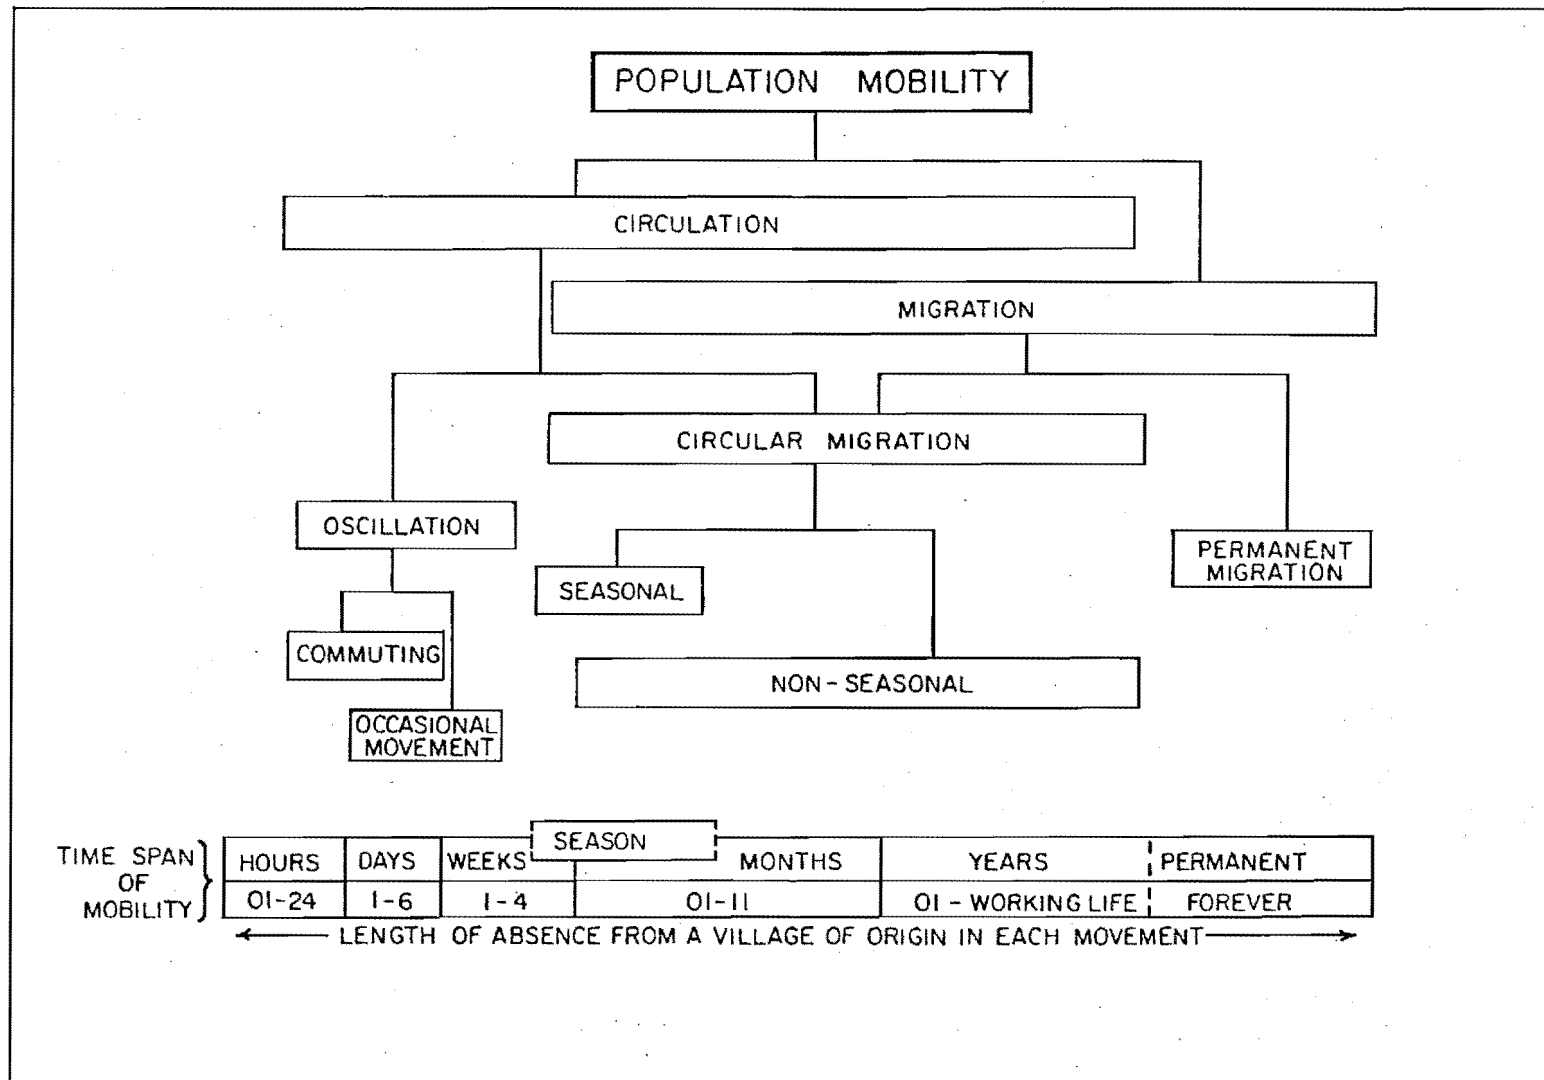 POPULATION MOBILITY
CIRCULATION
MIGRATION
CIRCULAR MIGRATION
OSCILLATION
PERMANENT
MIGRATION
SEASONAL
COMMUTING
NON-SEASONAL
OCCASIONAL
MOVEMENT
TIME SPAN
OF
MOBILITY
SEASON
HOURS DAYS WEEKS MONTHS YEARS PERMANENT
01-24 1-6 1-4 01-11 01-WORKING LIFE FOREVER
LENGTH OF ABSENCE FROM A VILLAGE OF ORIGIN IN EACH MOVEMENT